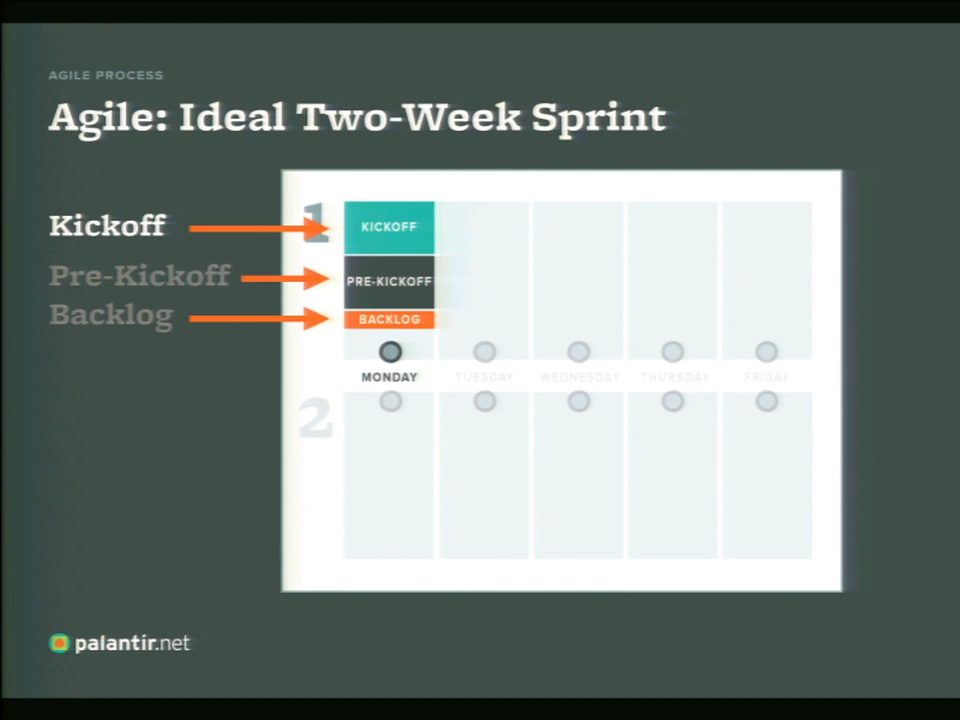 AGILE PROCESS
Agile: Ideal Two-Week Sprint
Kickoff
Pre-Kickoff
Backlog
1
KICKOFF
PRE-KICKOFF
BACKLOG
MONDAY TUESDAY WEDNESDAY THURSDAY FRIDAY
2
palantir.net